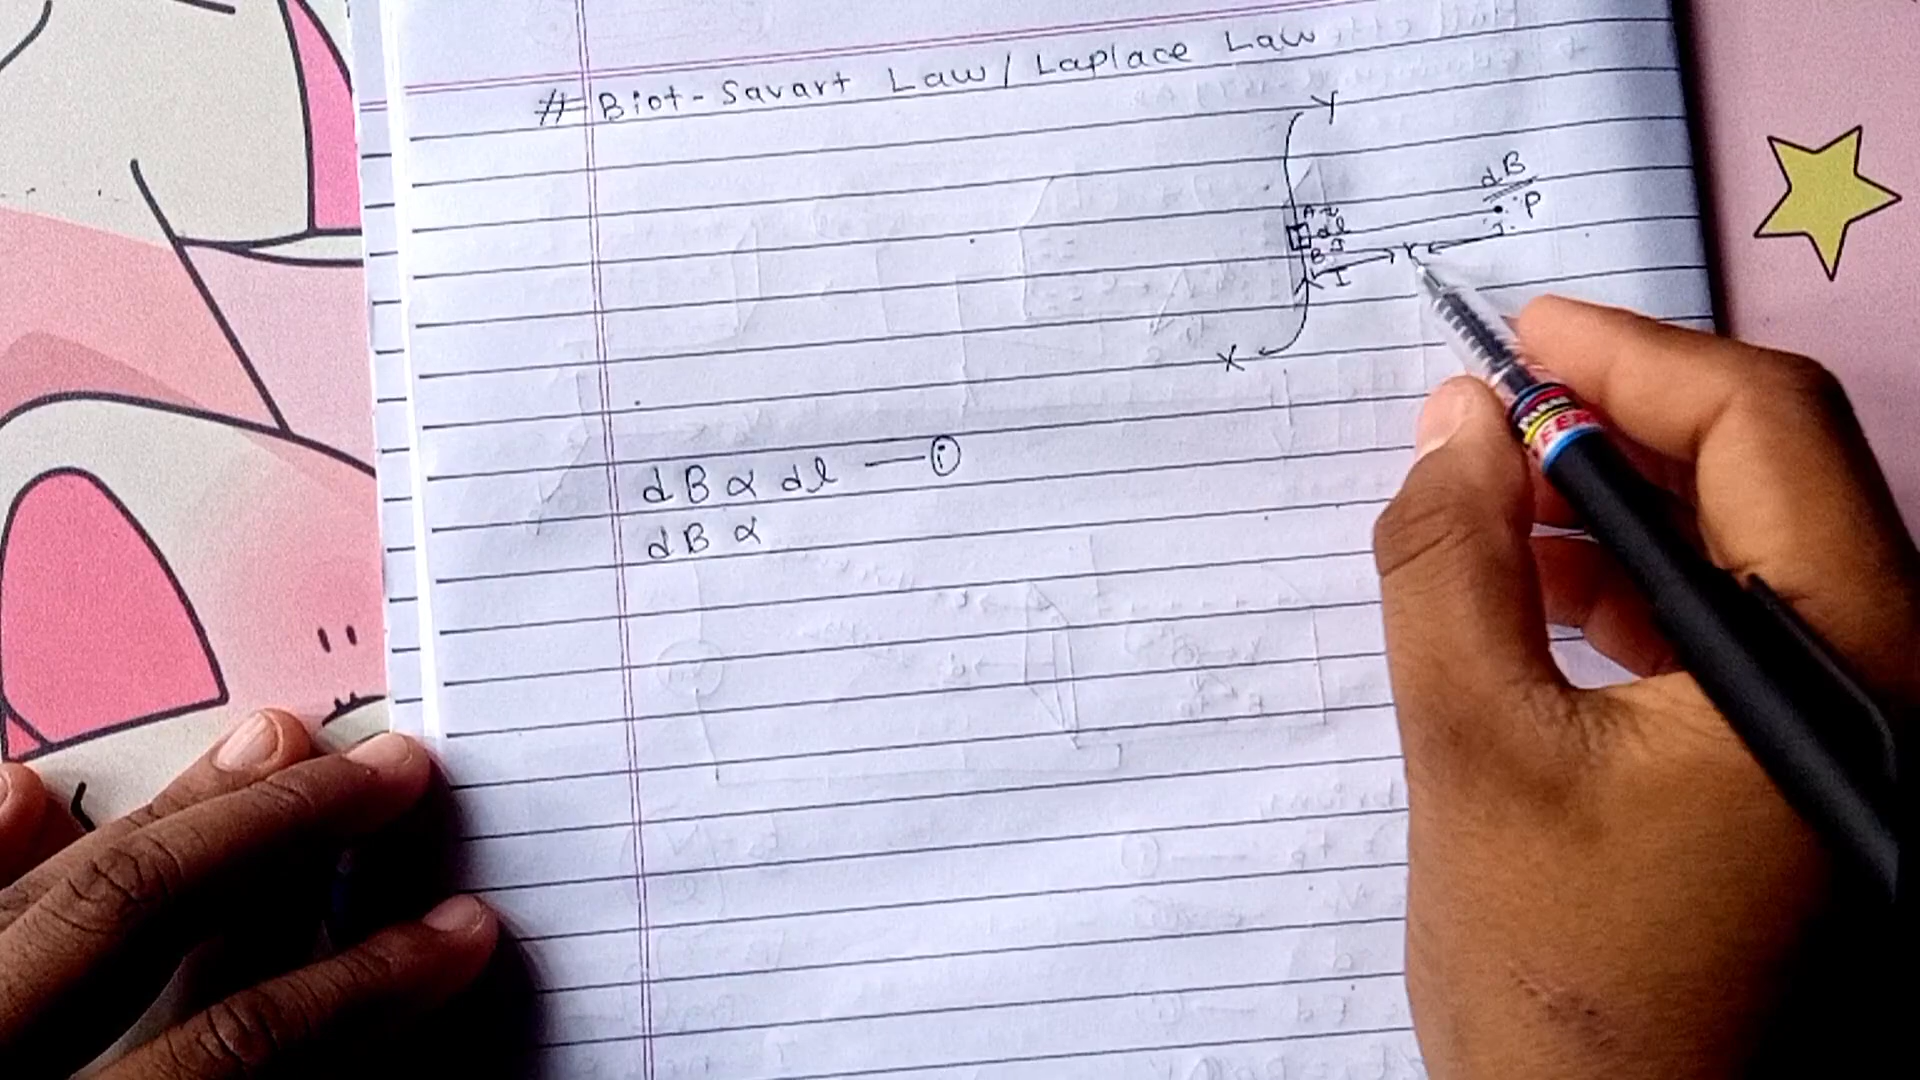 # Biot-Savart Law / Laplace Law
Y
dB
P
A
dl
B
r
I
X
dB ∝ dl — (i)
dB ∝